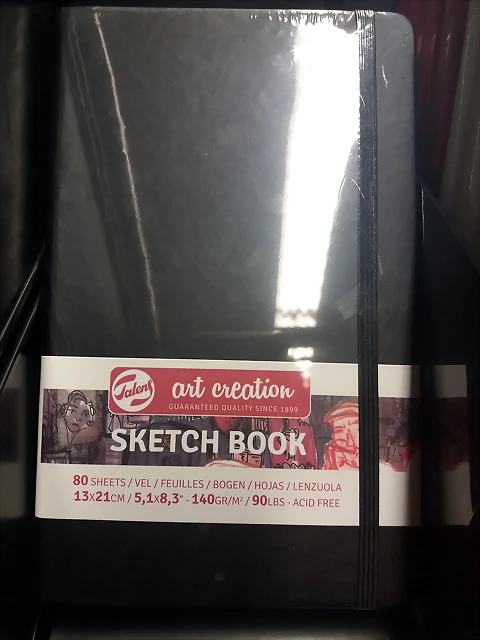 Talens
art creation
GUARANTEED QUALITY SINCE 1899
SKETCH BOOK
80 SHEETS / VEL / FEUILLES / BOGEN / HOJAS / LENZUOLA
13X21CM / 5,1X8,3" - 140GR/M² / 90LBS - ACID FREE